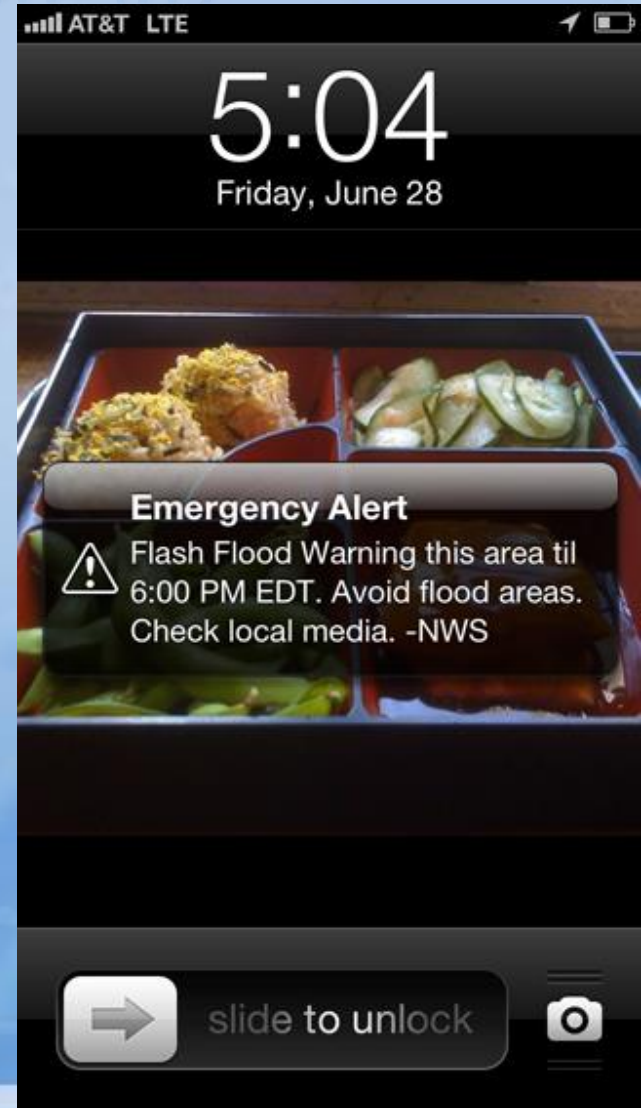 AT&T LTE
5:04
Friday, June 28
Emergency Alert
Flash Flood Warning this area til
6:00 PM EDT. Avoid flood areas.
Check local media. -NWS
slide to unlock